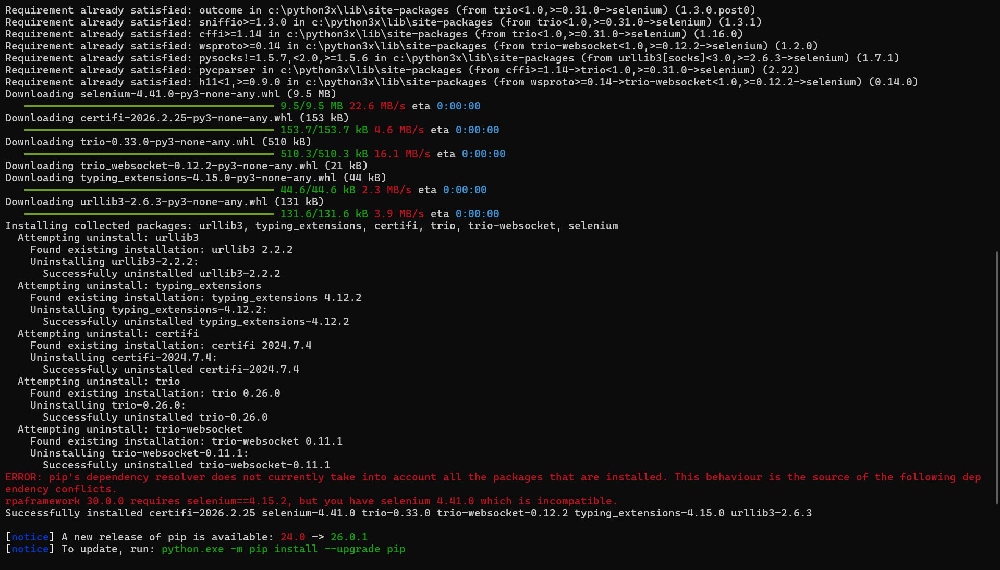 Requirement already satisfied: outcome in c:\python3x\lib\site-packages (from trio<1.0,>=0.31.0->selenium) (1.3.0.post0)
Requirement already satisfied: sniffio>=1.3.0 in c:\python3x\lib\site-packages (from trio<1.0,>=0.31.0->selenium) (1.3.1)
Requirement already satisfied: cffi>=1.14 in c:\python3x\lib\site-packages (from trio<1.0,>=0.31.0->selenium) (1.16.0)
Requirement already satisfied: wsproto>=0.14 in c:\python3x\lib\site-packages (from trio-websocket<1.0,>=0.12.2->selenium) (1.2.0)
Requirement already satisfied: pysocks!=1.5.7,<2.0,>=1.5.6 in c:\python3x\lib\site-packages (from urllib3[socks]<3.0,>=2.6.3->selenium) (1.7.1)
Requirement already satisfied: pycparser in c:\python3x\lib\site-packages (from cffi>=1.14->trio<1.0,>=0.31.0->selenium) (2.22)
Requirement already satisfied: h11<1,>=0.9.0 in c:\python3x\lib\site-packages (from wsproto>=0.14->trio-websocket<1.0,>=0.12.2->selenium) (0.14.0)
Downloading selenium-4.41.0-py3-none-any.whl (9.5 MB)
9.5/9.5 MB 22.6 MB/s eta 0:00:00
Downloading certifi-2026.2.25-py3-none-any.whl (153 kB)
153.7/153.7 kB 4.6 MB/s eta 0:00:00
Downloading trio-0.33.0-py3-none-any.whl (510 kB)
510.3/510.3 kB 16.1 MB/s eta 0:00:00
Downloading trio_websocket-0.12.2-py3-none-any.whl (21 kB)
Downloading typing_extensions-4.15.0-py3-none-any.whl (44 kB)
44.6/44.6 kB 2.3 MB/s eta 0:00:00
Downloading urllib3-2.6.3-py3-none-any.whl (131 kB)
131.6/131.6 kB 3.9 MB/s eta 0:00:00
Installing collected packages: urllib3, typing_extensions, certifi, trio, trio-websocket, selenium
  Attempting uninstall: urllib3
    Found existing installation: urllib3 2.2.2
    Uninstalling urllib3-2.2.2:
      Successfully uninstalled urllib3-2.2.2
  Attempting uninstall: typing_extensions
    Found existing installation: typing_extensions 4.12.2
    Uninstalling typing_extensions-4.12.2:
      Successfully uninstalled typing_extensions-4.12.2
  Attempting uninstall: certifi
    Found existing installation: certifi 2024.7.4
    Uninstalling certifi-2024.7.4:
      Successfully uninstalled certifi-2024.7.4
  Attempting uninstall: trio
    Found existing installation: trio 0.26.0
    Uninstalling trio-0.26.0:
      Successfully uninstalled trio-0.26.0
  Attempting uninstall: trio-websocket
    Found existing installation: trio-websocket 0.11.1
    Uninstalling trio-websocket-0.11.1:
      Successfully uninstalled trio-websocket-0.11.1
ERROR: pip's dependency resolver does not currently take into account all the packages that are installed. This behaviour is the source of the following dep
endency conflicts.
rpaframework 30.0.0 requires selenium==4.15.2, but you have selenium 4.41.0 which is incompatible.
Successfully installed certifi-2026.2.25 selenium-4.41.0 trio-0.33.0 trio-websocket-0.12.2 typing_extensions-4.15.0 urllib3-2.6.3
[notice] A new release of pip is available: 24.0 -> 26.0.1
[notice] To update, run: python.exe -m pip install --upgrade pip